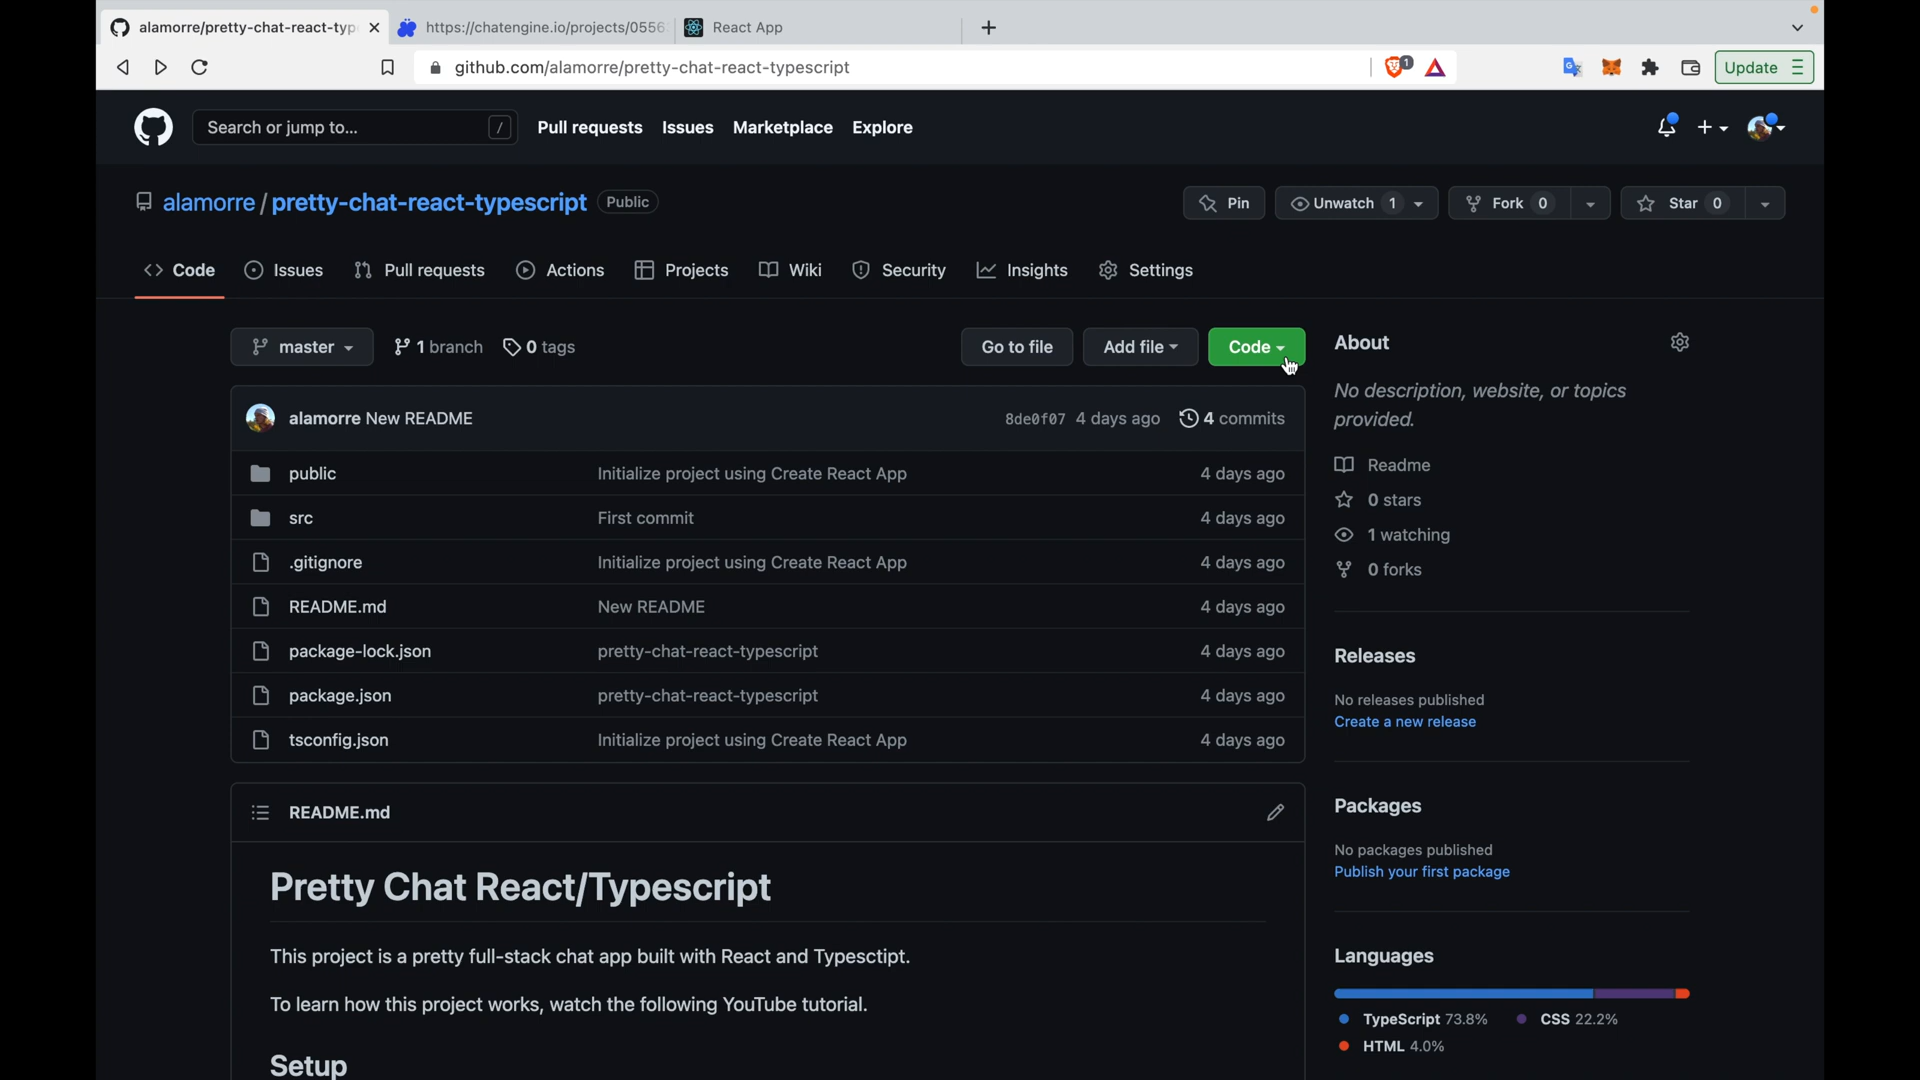 alamorre/pretty-chat-react-typ
https://chatengine.io/projects/0556
React App
github.com/alamorre/pretty-chat-react-typescript
1
Update
Search or jump to... /
Pull requests Issues Marketplace Explore
alamorre / pretty-chat-react-typescript Public
Pin
Unwatch 1
Fork 0
Star 0
Code Issues Pull requests Actions Projects Wiki Security Insights Settings
master 1 branch 0 tags
Go to file Add file Code
alamorre New README 8de0f07 4 days ago 4 commits
public Initialize project using Create React App 4 days ago
src First commit 4 days ago
.gitignore Initialize project using Create React App 4 days ago
README.md New README 4 days ago
package-lock.json pretty-chat-react-typescript 4 days ago
package.json pretty-chat-react-typescript 4 days ago
tsconfig.json Initialize project using Create React App 4 days ago
README.md
Pretty Chat React/Typescript
This project is a pretty full-stack chat app built with React and Typesctipt.
To learn how this project works, watch the following YouTube tutorial.
Setup
About
No description, website, or topics
provided.
Readme
0 stars
1 watching
0 forks
Releases
No releases published
Create a new release
Packages
No packages published
Publish your first package
Languages
TypeScript 73.8% CSS 22.2%
HTML 4.0%